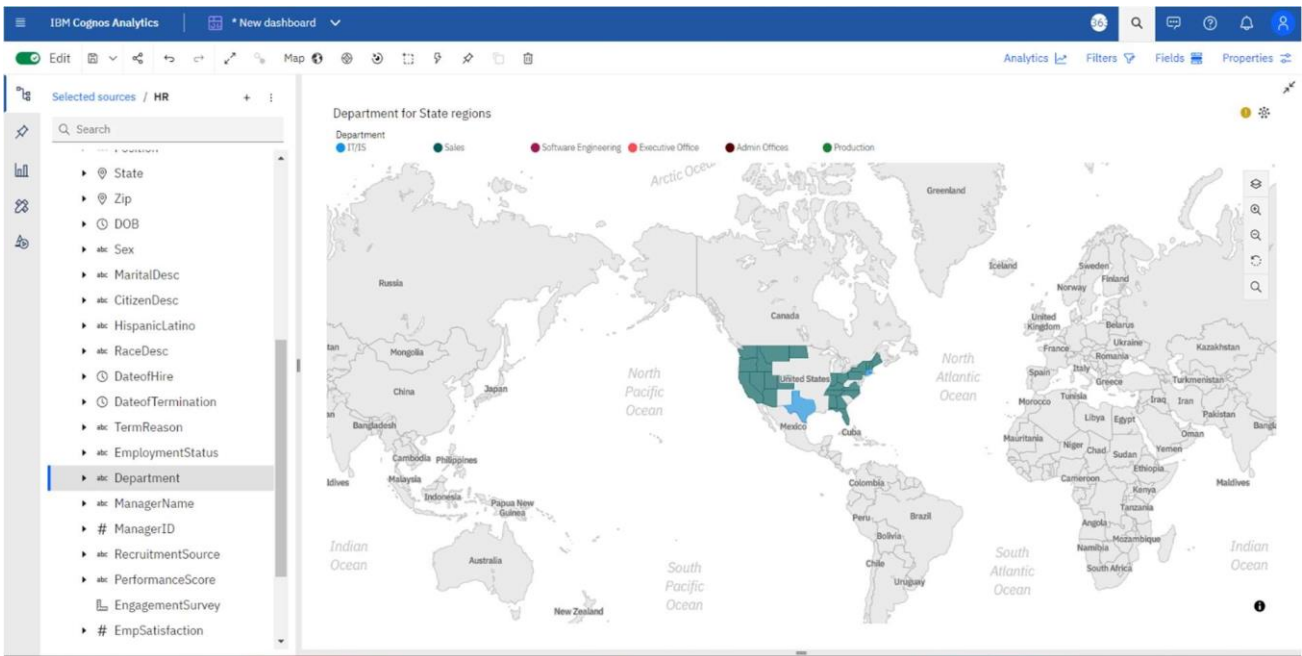 IBM Cognos Analytics
* New dashboard
Edit
Map
Analytics
Filters
Fields
Properties
Selected sources / HR
Search
Position
State
Zip
DOB
Sex
MaritalDesc
CitizenDesc
HispanicLatino
RaceDesc
DateofHire
DateofTermination
TermReason
EmploymentStatus
Department
ManagerName
ManagerID
RecruitmentSource
PerformanceScore
EngagementSurvey
EmpSatisfaction
Department for State regions
Department
IT/IS
Sales
Software Engineering
Executive Office
Admin Offices
Production
Arctic Ocean
Greenland
Iceland
Sweden
Finland
Norway
Russia
Canada
United
Kingdom
Belarus
Ukraine
France
Romania
Kazakhstan
Mongolia
North
Pacific
Ocean
United States
North
Atlantic
Ocean
Spain
Italy
Greece
Turkmenistan
China
Japan
Morocco
Tunisia
Iraq
Iran
Pakistan
Bangladesh
Mexico
Cuba
Libya
Egypt
Oman
Mauritania
Niger
Chad
Sudan
Yemen
Cambodia
Philippines
Ethiopia
Maldives
Malaysia
Colombia
Cameroon
Kenya
Indonesia
Papua New
Guinea
Tanzania
Peru
Brazil
Angola
Bolivia
Mozambique
Indian
Ocean
Australia
South
Pacific
Ocean
Chile
South
Atlantic
Ocean
Namibia
South Africa
Indian
Ocean
Uruguay
New Zealand